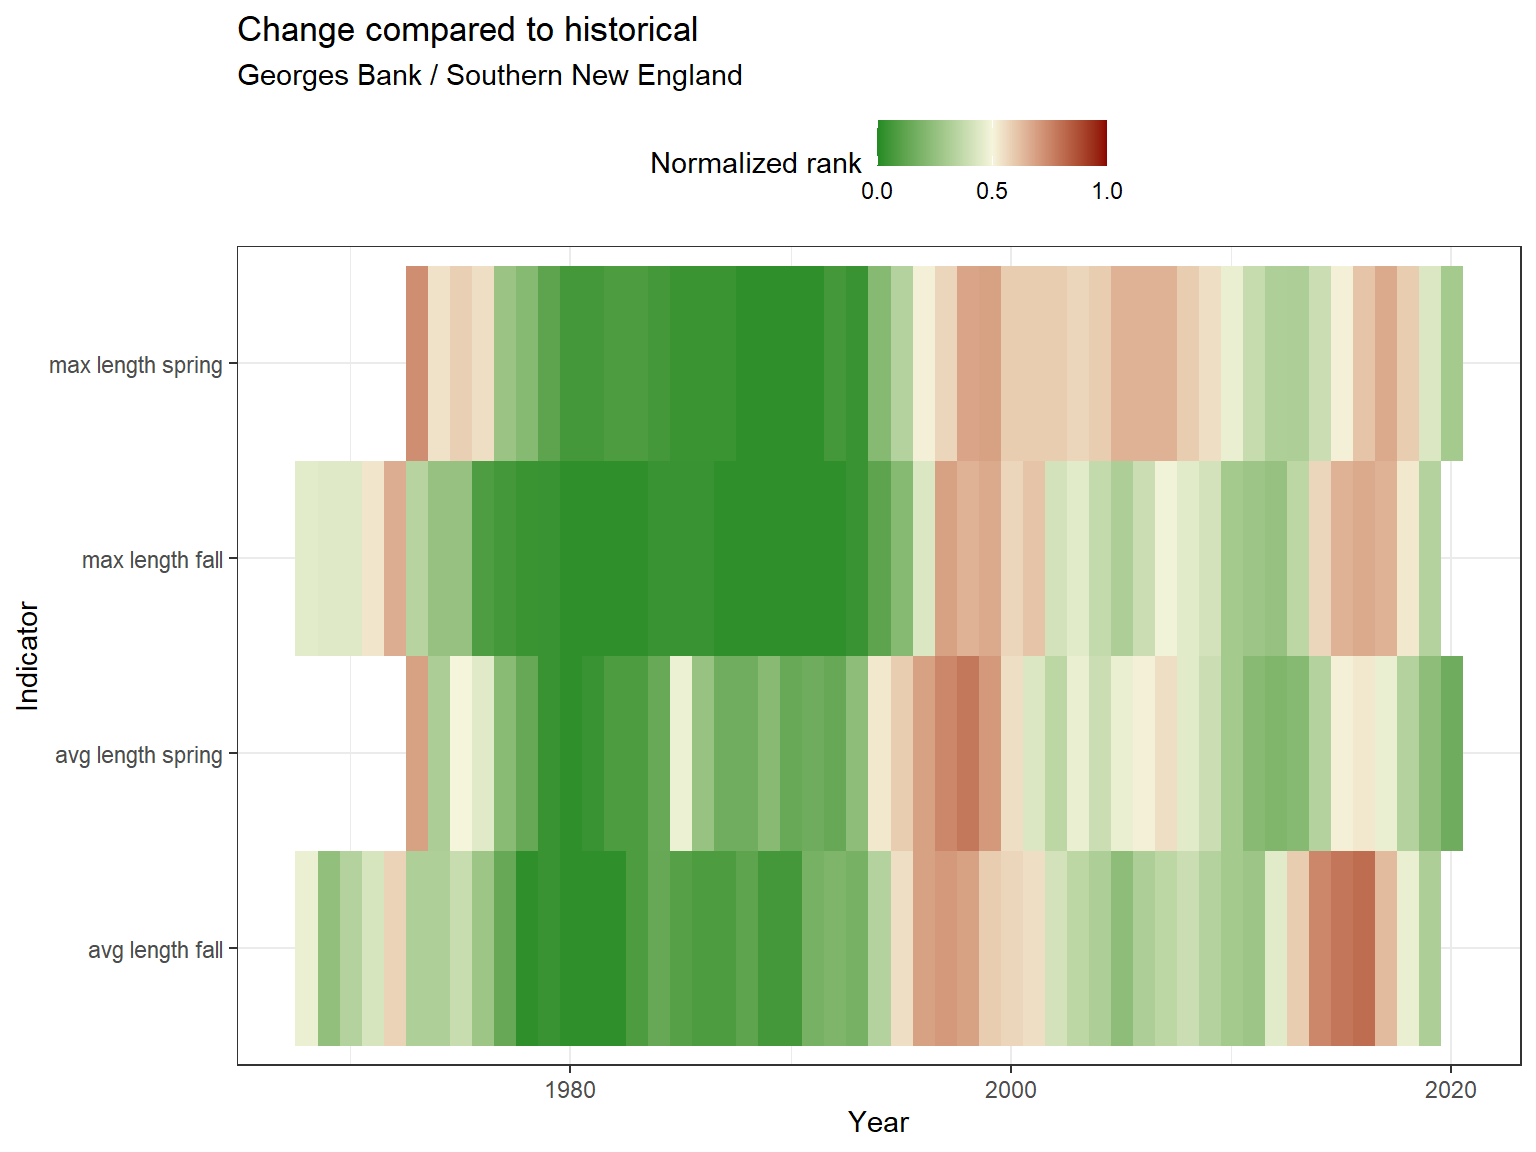 Change compared to historical
Georges Bank / Southern New England
Normalized rank
0.0 0.5 1.0
max length spring
max length fall
avg length spring
avg length fall
Indicator
1980 2000 2020
Year